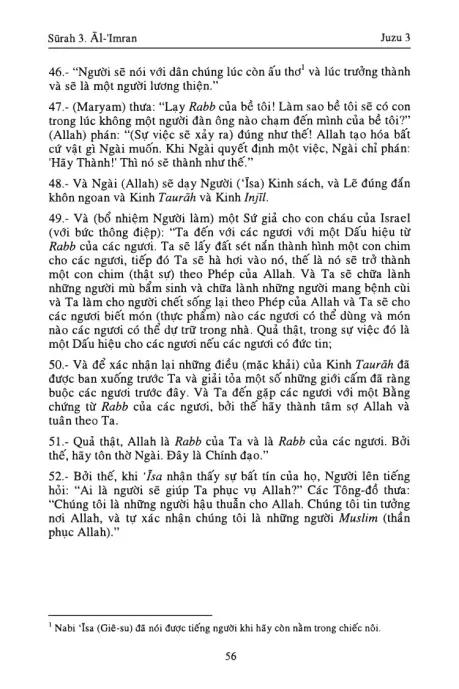 Sūrah 3. Āl-'Imran Juzu 3
46.- “Người sẽ nói với dân chúng lúc còn ấu thơ¹ và lúc trưởng thành
và sẽ là một người lương thiện.”
47.- (Maryam) thưa: “Lạy Rabb của bề tôi! Làm sao bề tôi sẽ có con
trong lúc không một người đàn ông nào chạm đến mình của bề tôi?”
(Allah) phán: “(Sự việc sẽ xảy ra) đúng như thế! Allah tạo hóa bất
cứ vật gì Ngài muốn. Khi Ngài quyết định một việc, Ngài chỉ phán:
'Hãy Thành!' Thì nó sẽ thành như thế.”
48.- Và Ngài (Allah) sẽ dạy Người (‘Īsa) Kinh sách, và Lẽ đúng đắn
khôn ngoan và Kinh Taurāh và Kinh Injīl.
49.- Và (bổ nhiệm Người làm) một Sứ giả cho con cháu của Israel
(với bức thông điệp): “Ta đến với các ngươi với một Dấu hiệu từ
Rabb của các ngươi. Ta sẽ lấy đất sét nắn thành hình một con chim
cho các ngươi, tiếp đó Ta sẽ hà hơi vào nó, thế là nó sẽ trở thành
một con chim (thật sự) theo Phép của Allah. Và Ta sẽ chữa lành
những người mù bẩm sinh và chữa lành những người mang bệnh cùi
và Ta làm cho người chết sống lại theo Phép của Allah và Ta sẽ cho
các ngươi biết món (thực phẩm) nào các ngươi có thể dùng và món
nào các ngươi có thể dự trữ trong nhà. Quả thật, trong sự việc đó là
một Dấu hiệu cho các ngươi nếu các ngươi có đức tin;
50.- Và để xác nhận lại những điều (mặc khải) của Kinh Taurāh đã
được ban xuống trước Ta và giải tỏa một số những giới cấm đã ràng
buộc các ngươi trước đây. Và Ta đến gặp các ngươi với một Bằng
chứng từ Rabb của các ngươi, bởi thế hãy thành tâm sợ Allah và
tuân theo Ta.
51.- Quả thật, Allah là Rabb của Ta và là Rabb của các ngươi. Bởi
thế, hãy tôn thờ Ngài. Đây là Chính đạo.”
52.- Bởi thế, khi ‘Īsa nhận thấy sự bất tín của họ, Người lên tiếng
hỏi: “Ai là người sẽ giúp Ta phục vụ Allah?” Các Tông-đồ thưa:
“Chúng tôi là những người hậu thuẫn cho Allah. Chúng tôi tin tưởng
nơi Allah, và tự xác nhận chúng tôi là những người Muslim (thần
phục Allah).”
¹ Nabi ‘Īsa (Giê-su) đã nói được tiếng người khi hãy còn nằm trong chiếc nôi.
56